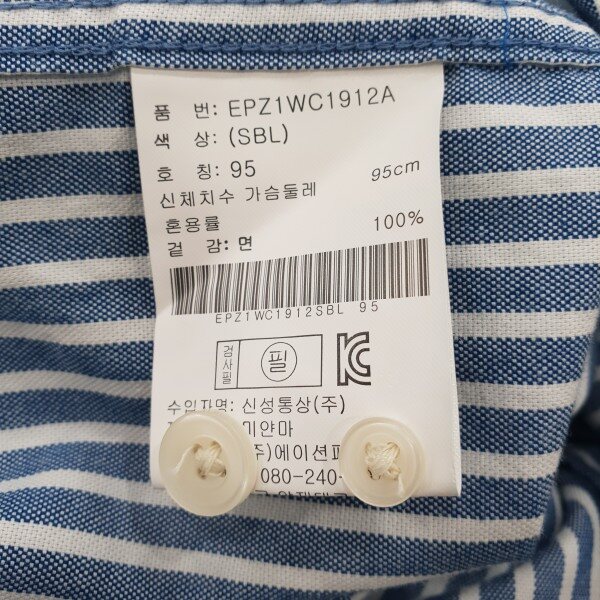 품 번: EPZ1WC1912A
색 상: (SBL)
호 칭: 95
신체치수 가슴둘레 95cm
혼용률
겉 감: 면 100%
EPZ1WC1912SBL 95
검사필 필
수입자명: 신성통상(주)
미얀마
(주)에이션패
080-240-